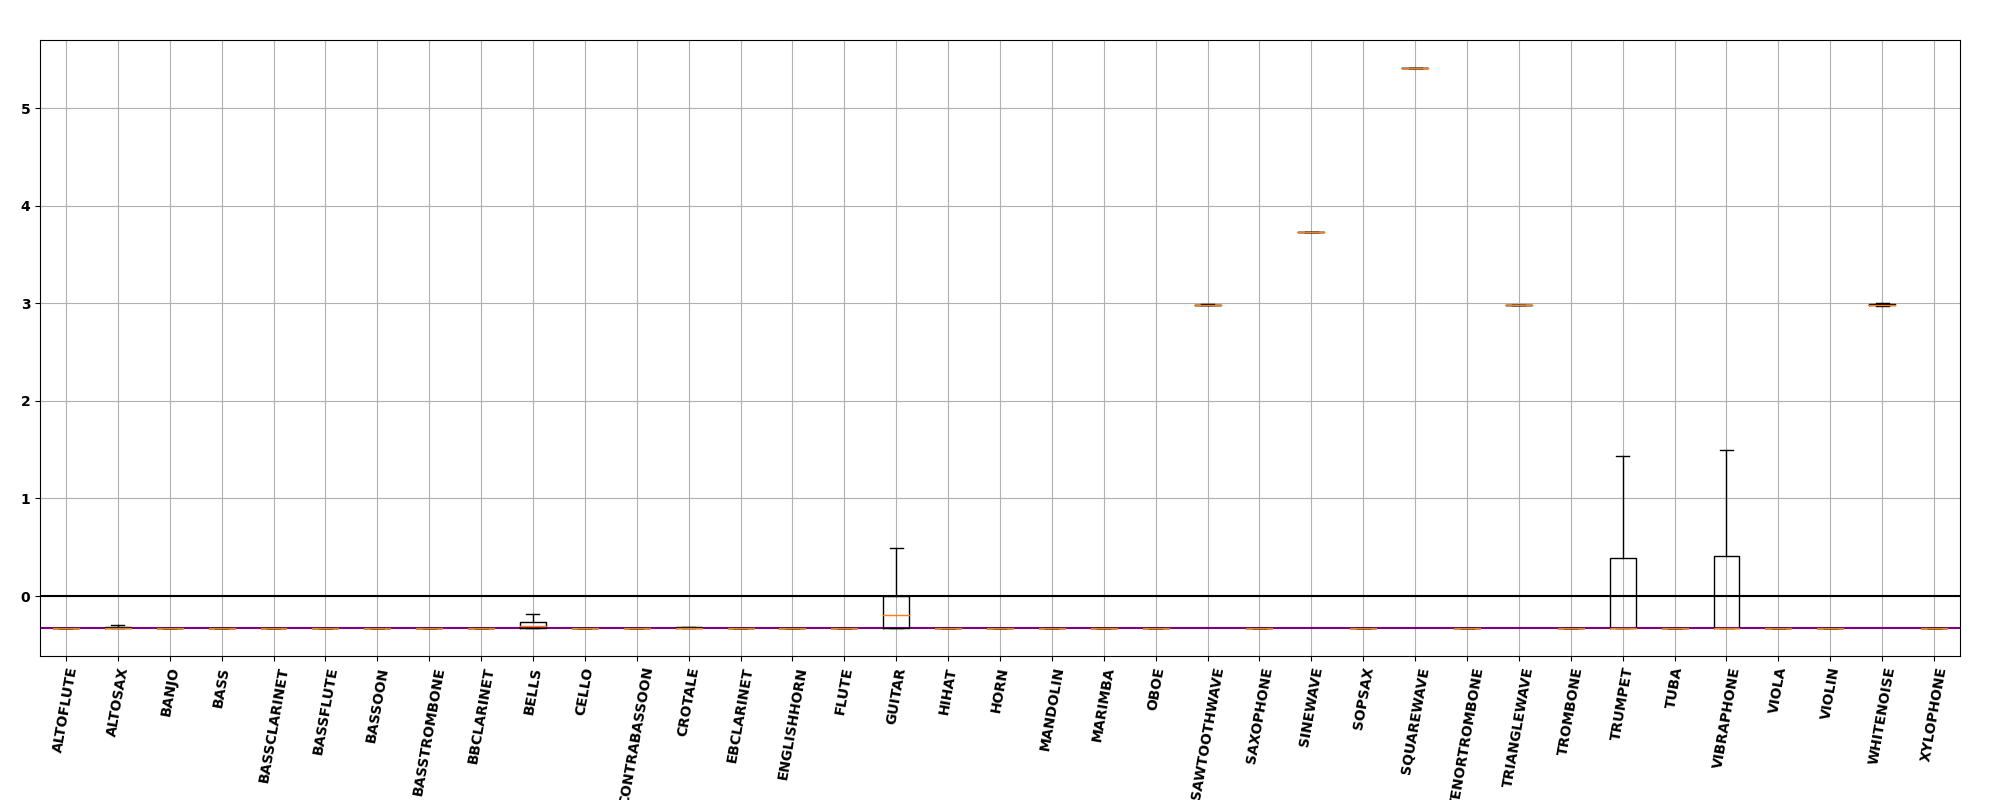 5
4
3
2
1
0
ALTOFLUTE
ALTOSAX
BANJO
BASS
BASSCLARINET
BASSFLUTE
BASSOON
BASSTROMBONE
BBCLARINET
BELLS
CELLO
CONTRABASSOON
CROTALE
EBCLARINET
ENGLISHHORN
FLUTE
GUITAR
HIHAT
HORN
MANDOLIN
MARIMBA
OBOE
SAWTOOTHWAVE
SAXOPHONE
SINEWAVE
SOPSAX
SQUAREWAVE
TENORTROMBONE
TRIANGLEWAVE
TROMBONE
TRUMPET
TUBA
VIBRAPHONE
VIOLA
VIOLIN
WHITENOISE
XYLOPHONE